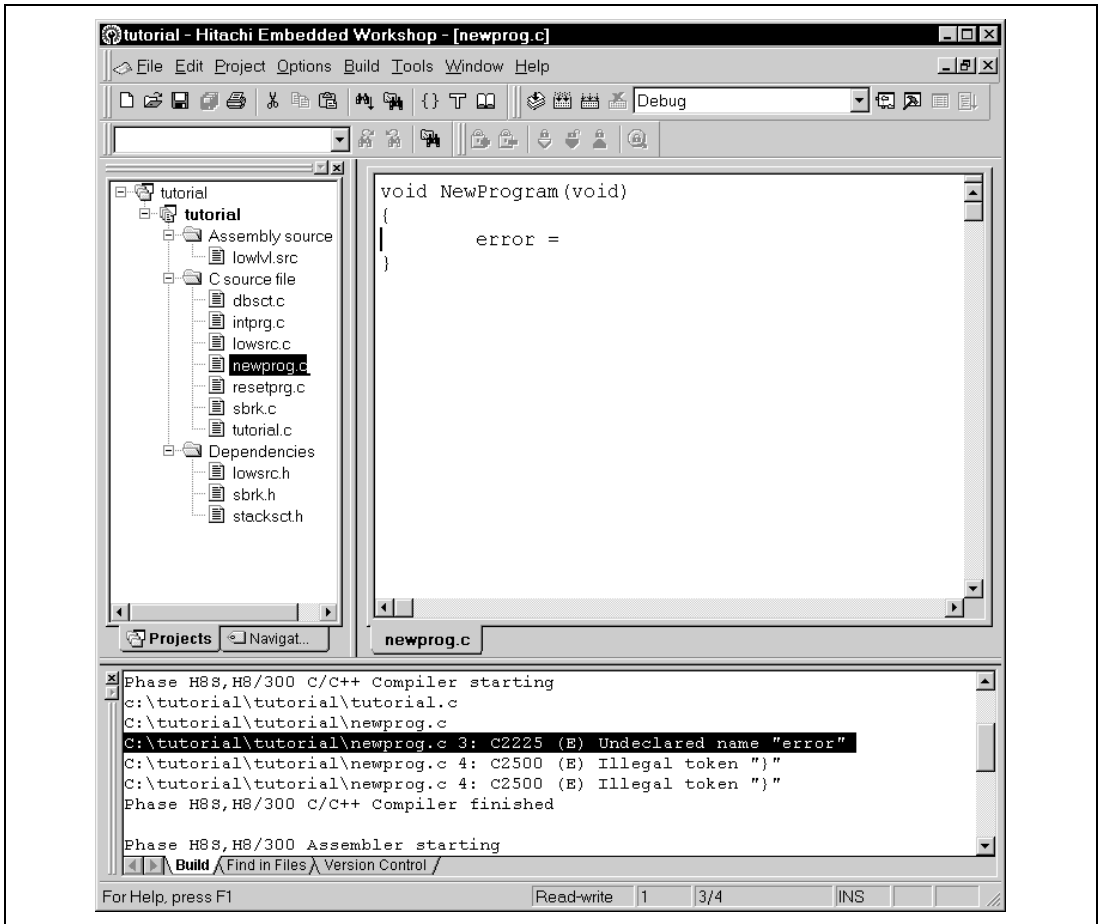 tutorial - Hitachi Embedded Workshop - [newprog.c]
File Edit Project Options Build Tools Window Help
Debug
tutorial
tutorial
Assembly source
lowlvl.src
C source file
dbsct.c
intprg.c
lowsrc.c
newprog.c
resetprg.c
sbrk.c
tutorial.c
Dependencies
lowsrc.h
sbrk.h
stacksct.h
Projects Navigat...
void NewProgram(void)
{
error =
}
newprog.c
Phase H8S,H8/300 C/C++ Compiler starting
c:\tutorial\tutorial\tutorial.c
C:\tutorial\tutorial\newprog.c
C:\tutorial\tutorial\newprog.c 3: C2225 (E) Undeclared name "error"
C:\tutorial\tutorial\newprog.c 4: C2500 (E) Illegal token "}"
C:\tutorial\tutorial\newprog.c 4: C2500 (E) Illegal token "}"
Phase H8S,H8/300 C/C++ Compiler finished
Phase H8S,H8/300 Assembler starting
Build Find in Files Version Control
For Help, press F1 Read-write 1 3/4 INS